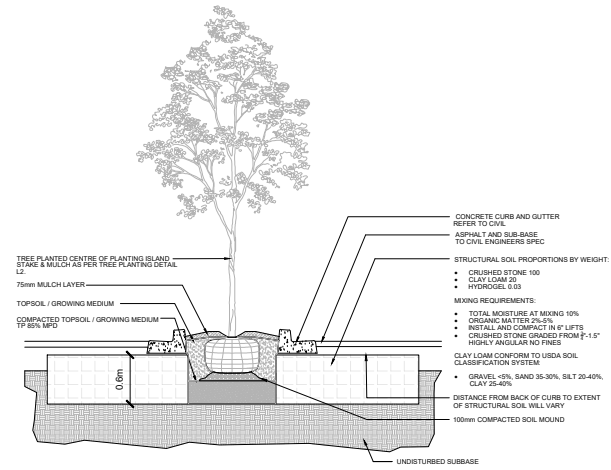 TREE PLANTED CENTRE OF PLANTING ISLAND
STAKE & MULCH AS PER TREE PLANTING DETAIL
L2.
75mm MULCH LAYER
TOPSOIL / GROWING MEDIUM
COMPACTED TOPSOIL / GROWING MEDIUM
TP 85% MPD
0.6m
CONCRETE CURB AND GUTTER
REFER TO CIVIL
ASPHALT AND SUB-BASE
TO CIVIL ENGINEERS SPEC
STRUCTURAL SOIL PROPORTIONS BY WEIGHT:
• CRUSHED STONE 100
• CLAY LOAM 20
• HYDROGEL 0.03
MIXING REQUIREMENTS:
• TOTAL MOISTURE AT MIXING 10%
• ORGANIC MATTER 2%-5%
• INSTALL AND COMPACT IN 6" LIFTS
• CRUSHED STONE GRADED FROM -1.5"
HIGHLY ANGULAR NO FINES
CLAY LOAM CONFORM TO USDA SOIL
CLASSIFICATION SYSTEM:
• GRAVEL <5%, SAND 35-30%, SILT 20-40%,
CLAY 25-40%
DISTANCE FROM BACK OF CURB TO EXTENT
OF STRUCTURAL SOIL WILL VARY
100mm COMPACTED SOIL MOUND
UNDISTURBED SUBBASE